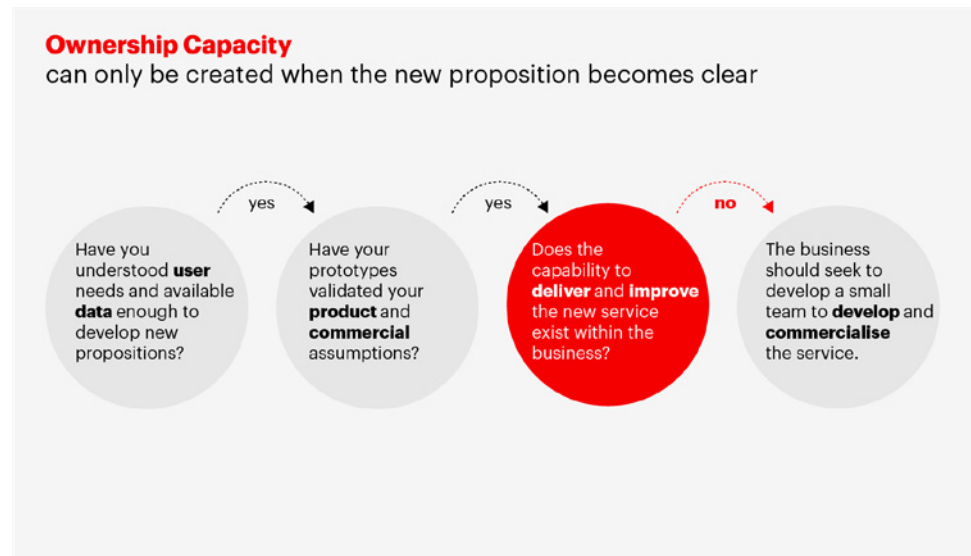 Ownership Capacity
can only be created when the new proposition becomes clear
yes
yes
no
Have you
understood user
needs and available
data enough to
develop new
propositions?
Have your
prototypes
validated your
product and
commercial
assumptions?
Does the
capability to
deliver and improve
the new service
exist within the
business?
The business
should seek to
develop a small
team to develop and
commercialise
the service.